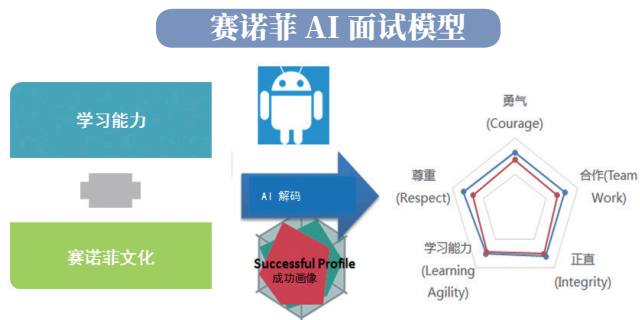 赛诺菲 AI 面试模型
学习能力
赛诺菲文化
AI 解码
Successful Profile
成功画像
勇气
(Courage)
尊重
(Respect)
合作(Team
Work)
学习能力
(Learning
Agility)
正直
(Integrity)